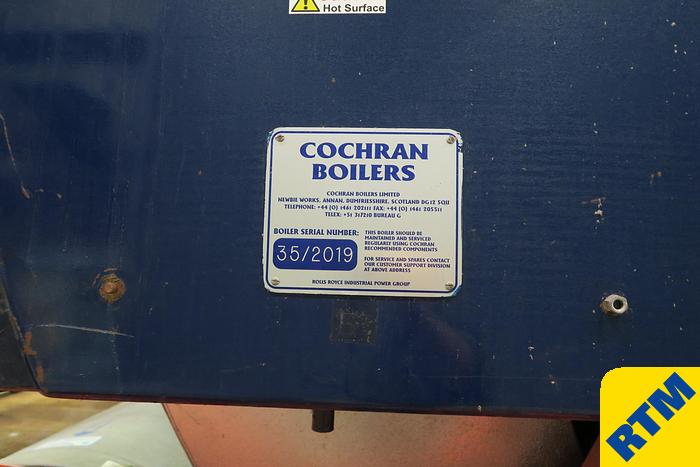 Hot Surface
COCHRAN
BOILERS
COCHRAN BOILERS LIMITED
NEWBIE WORKS, ANNAN, DUMFRIESSHIRE, SCOTLAND DG12 5QU
TELEPHONE: +44 (0) 1461 202111 FAX: +44 (0) 1461 205511
TELEX: +51 317210 BUREAU G
BOILER SERIAL NUMBER:
35/2019
THIS BOILER SHOULD BE
MAINTAINED AND SERVICED
REGULARLY USING COCHRAN
RECOMMENDED COMPONENTS
FOR SERVICE AND SPARES CONTACT
OUR CUSTOMER SUPPORT DIVISION
AT ABOVE ADDRESS
ROLLS ROYCE INDUSTRIAL POWER GROUP
RTM